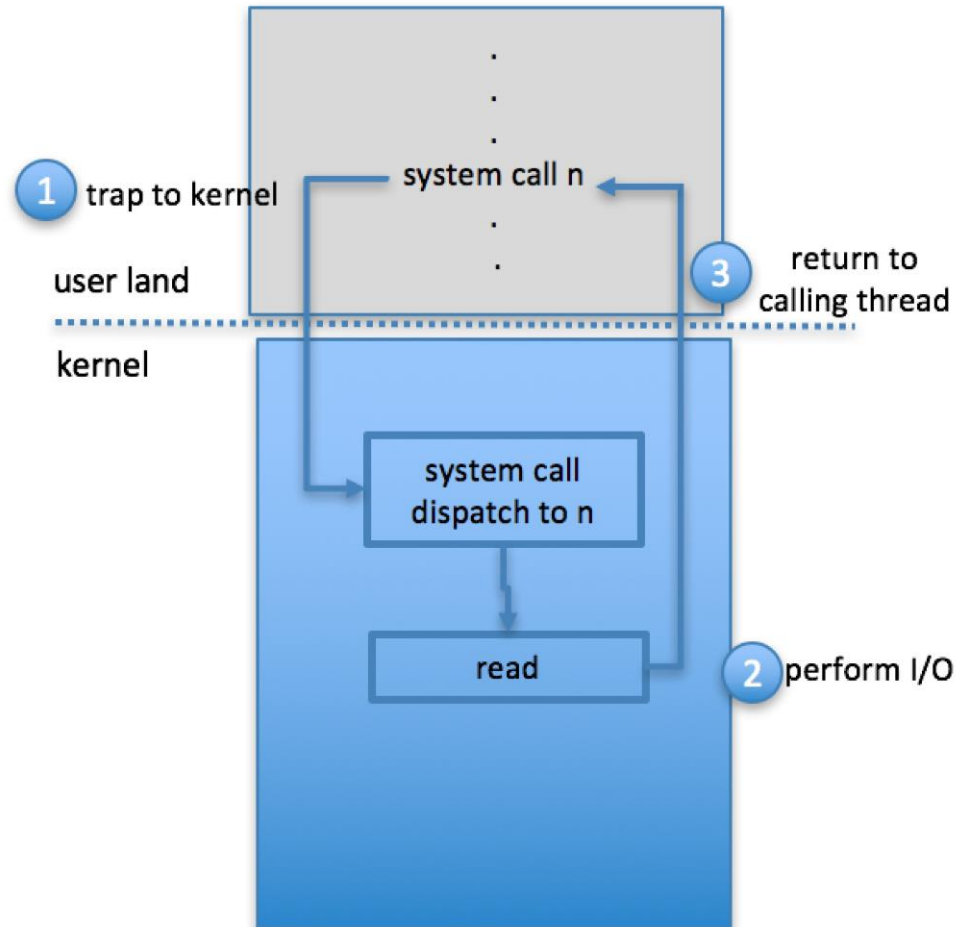 .
.
.
system call n
.
.
1 trap to kernel
user land
3 return to
calling thread
kernel
system call
dispatch to n
read
2 perform I/O